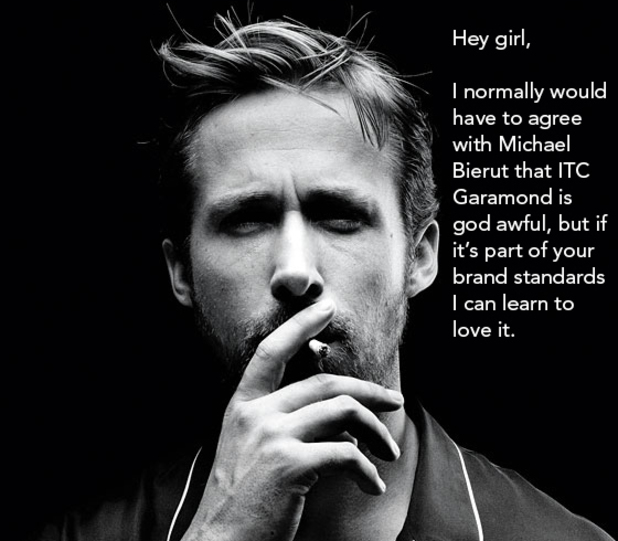 Hey girl,
I normally would
have to agree
with Michael
Bierut that ITC
Garamond is
god awful, but if
it’s part of your
brand standards
I can learn to
love it.